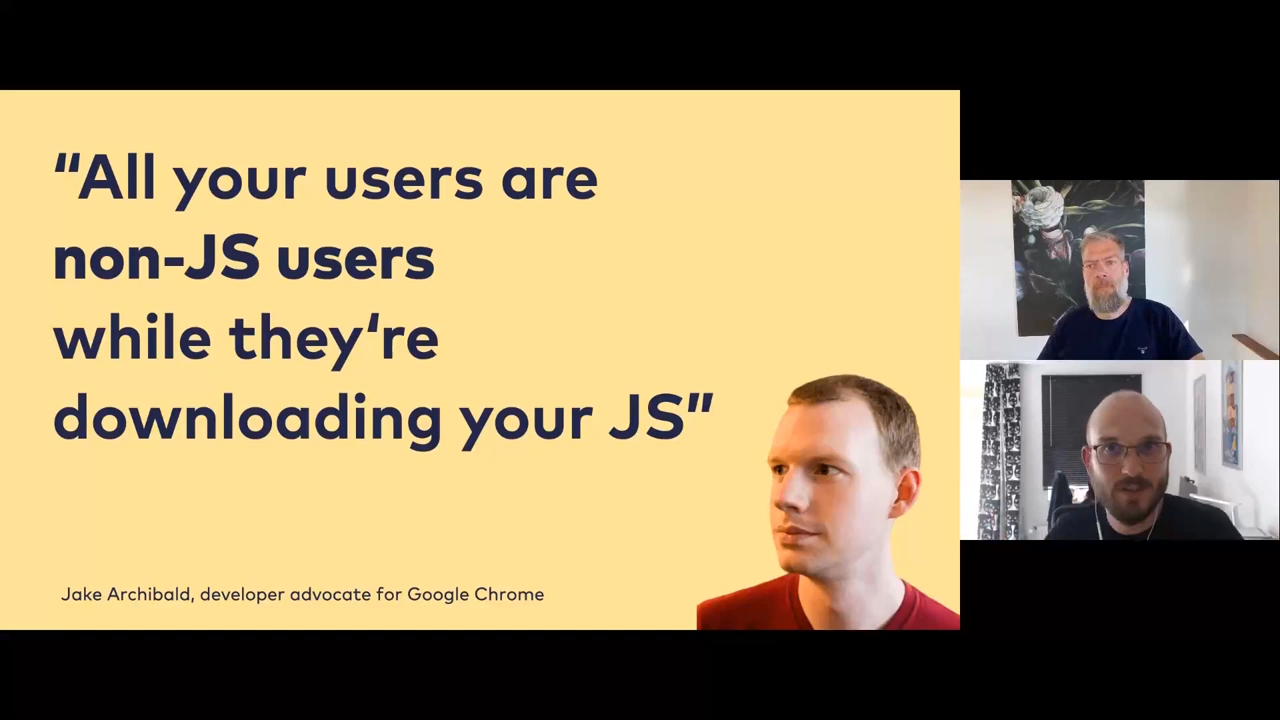 “All your users are
non-JS users
while they‘re
downloading your JS”
Jake Archibald, developer advocate for Google Chrome